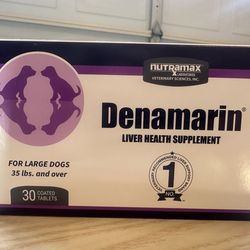 nutramax
LABORATORIES
VETERINARY SCIENCES, INC.
Denamarin®
LIVER HEALTH SUPPLEMENT
FOR LARGE DOGS
35 lbs. and over
30 COATED
TABLETS
1
NO.